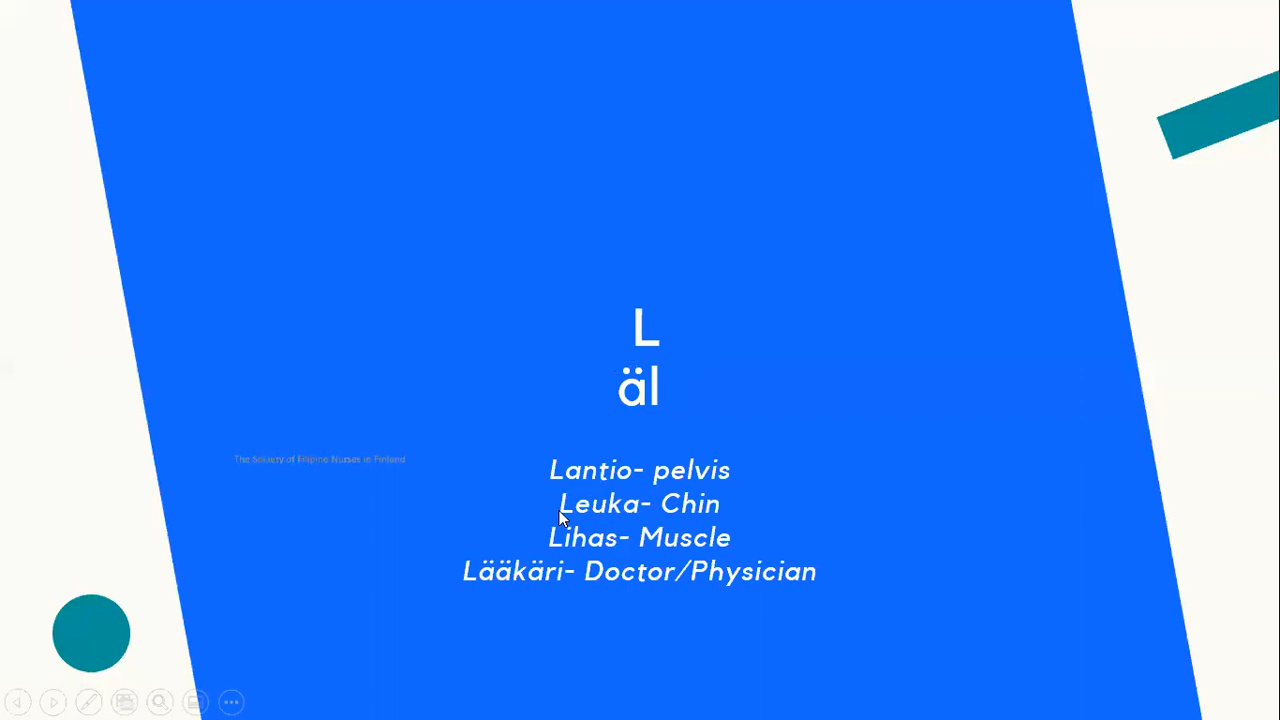 L
äl
The Society of Filipino Nurses in Finland
Lantio- pelvis
Leuka- Chin
Lihas- Muscle
Lääkäri- Doctor/Physician